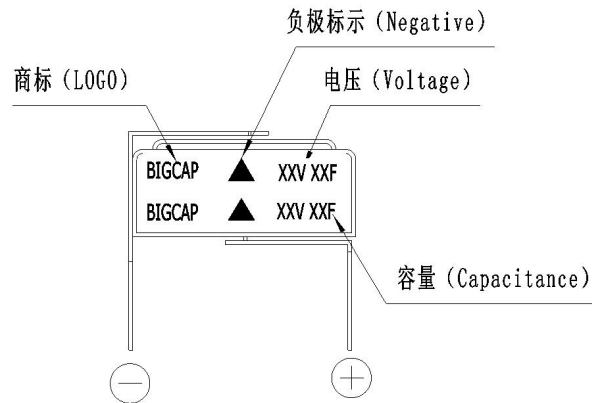 负极标示 (Negative)
商标 (LOGO)
电压 (Voltage)
BIGCAP ▲ XXV XXF
BIGCAP ▲ XXV XXF
容量 (Capacitance)
− +